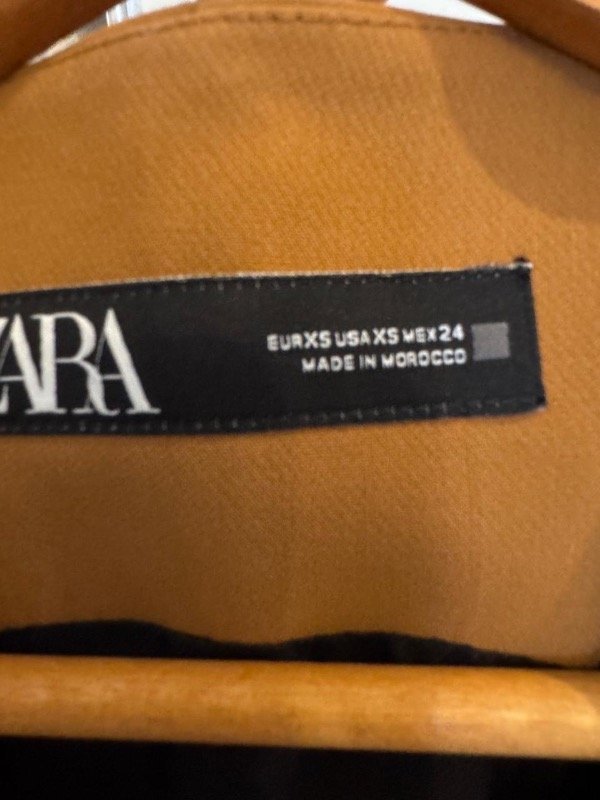 ZARA
EUR XS USA XS MEX 24
MADE IN MOROCCO